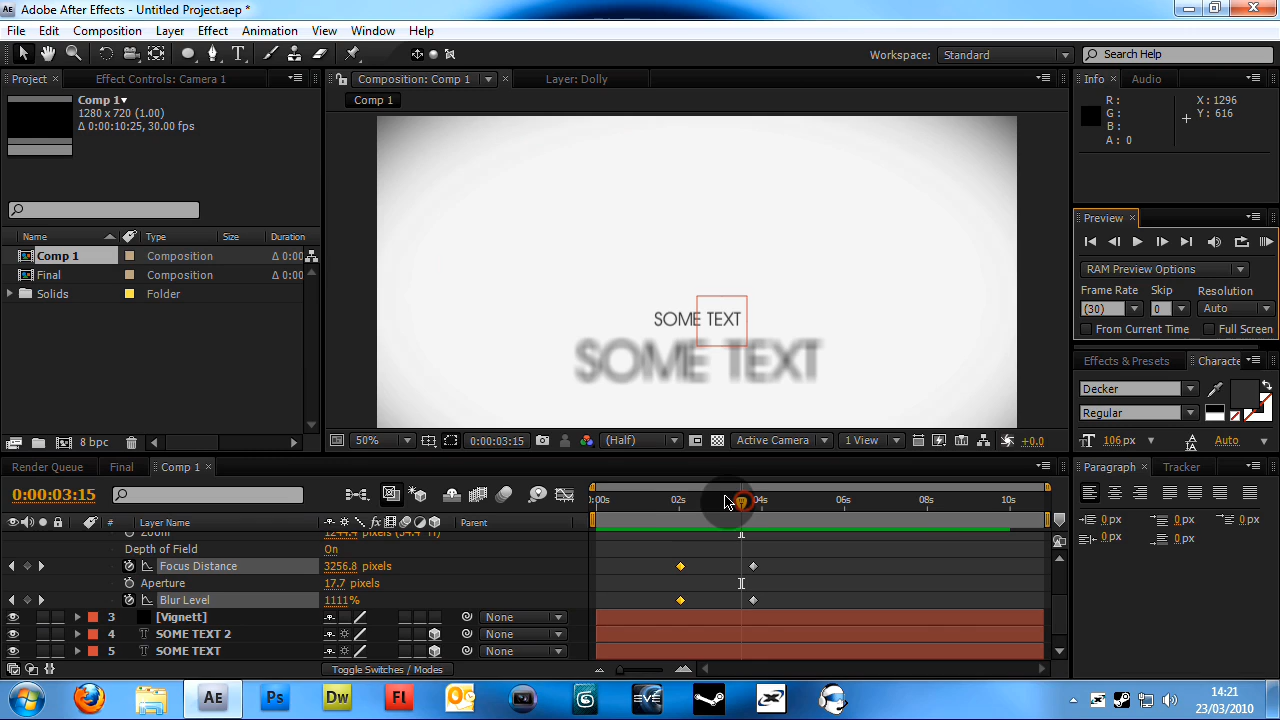 Ae Adobe After Effects - Untitled Project.aep *
File Edit Composition Layer Effect Animation View Window Help
Workspace: Standard Search Help
Project Effect Controls: Camera 1 Composition: Comp 1 Layer: Dolly Info Audio
Comp 1
1280 x 720 (1.00)
Δ 0:00:10:25, 30.00 fps
Comp 1
R :
G :
B :
A : 0
X : 1296
Y : 616
Name Type Size Duration
Comp 1 Composition Δ 0:00
Final Composition Δ 0:00
Solids Folder
SOME TEXT
SOME TEXT
Preview
RAM Preview Options
Frame Rate Skip Resolution
(30) 0 Auto
From Current Time Full Screen
Effects & Presets Characte
Decker
Regular
106 px Auto
8 bpc
50% 0:00:03:15 (Half) Active Camera 1 View +0.0
Render Queue Final Comp 1
0:00:03:15
:00s 02s 04s 06s 08s 10s
# Layer Name Parent
Zoom 1244.4 pixels
Depth of Field On
Focus Distance 3256.8 pixels
Aperture 17.7 pixels
Blur Level 1111%
3 [Vignett] None
4 SOME TEXT 2 None
5 SOME TEXT None
Toggle Switches / Modes
Paragraph Tracker
0 px 0 px 0 px
0 px 0 px
Ae Ps Dw Fl
EVE
14:21
23/03/2010